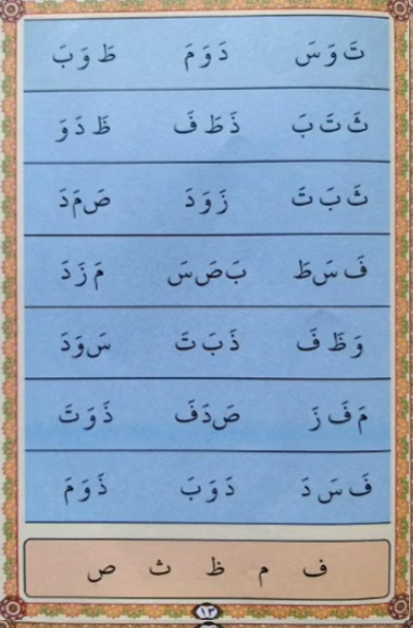 تَ وَ سَ دَ وَ مَ طَ وَ بَ
ثَ تَ بَ ذَ طَ فَ ظَ دَ وَ
ثَ بَ تَ زَ وَ دَ صَ مَ دَ
فَ سَ طَ بَ صَ سَ مَ زَ دَ
وَ ظَ فَ ذَ بَ تَ سَ وَ دَ
مَ فَ زَ صَ دَ فَ ذَ وَ تَ
فَ سَ دَ دَ وَ بَ ذَ وَ مَ
ف م ظ ث ص
١٣